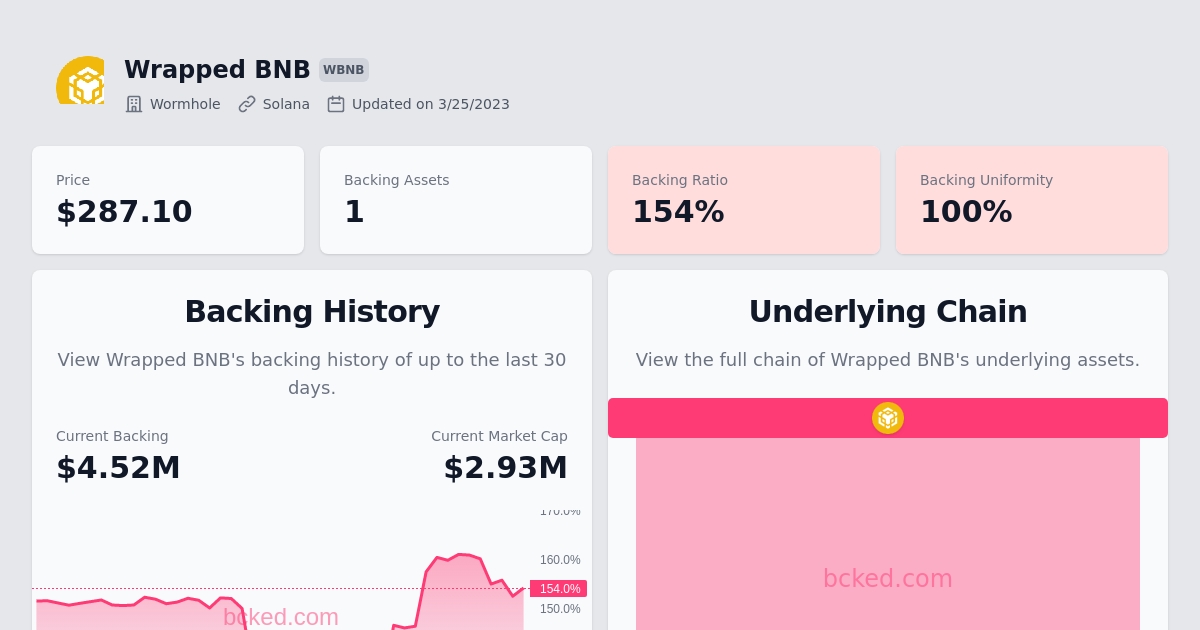 Wrapped BNB WBNB
Wormhole Solana Updated on 3/25/2023
Price
$287.10
Backing Assets
1
Backing Ratio
154%
Backing Uniformity
100%
Backing History
View Wrapped BNB's backing history of up to the last 30
days.
Current Backing
$4.52M
Current Market Cap
$2.93M
170.0%
160.0%
154.0%
150.0%
bcked.com
Underlying Chain
View the full chain of Wrapped BNB's underlying assets.
bcked.com